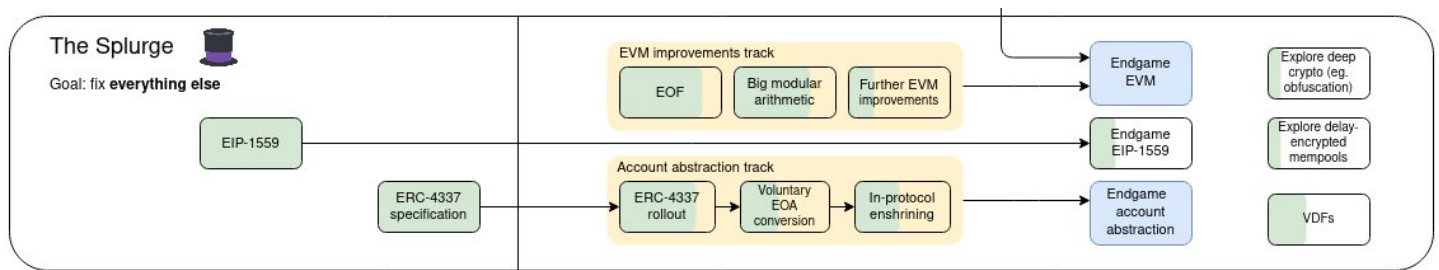 The Splurge
Goal: fix everything else
EIP-1559
ERC-4337
specification
EVM improvements track
EOF
Big modular
arithmetic
Further EVM
improvements
Account abstraction track
ERC-4337
rollout
Voluntary
EOA
conversion
In-protocol
enshrining
Endgame
EVM
Endgame
EIP-1559
Endgame
account
abstraction
Explore deep
crypto (eg.
obfuscation)
Explore delay-
encrypted
mempools
VDFs